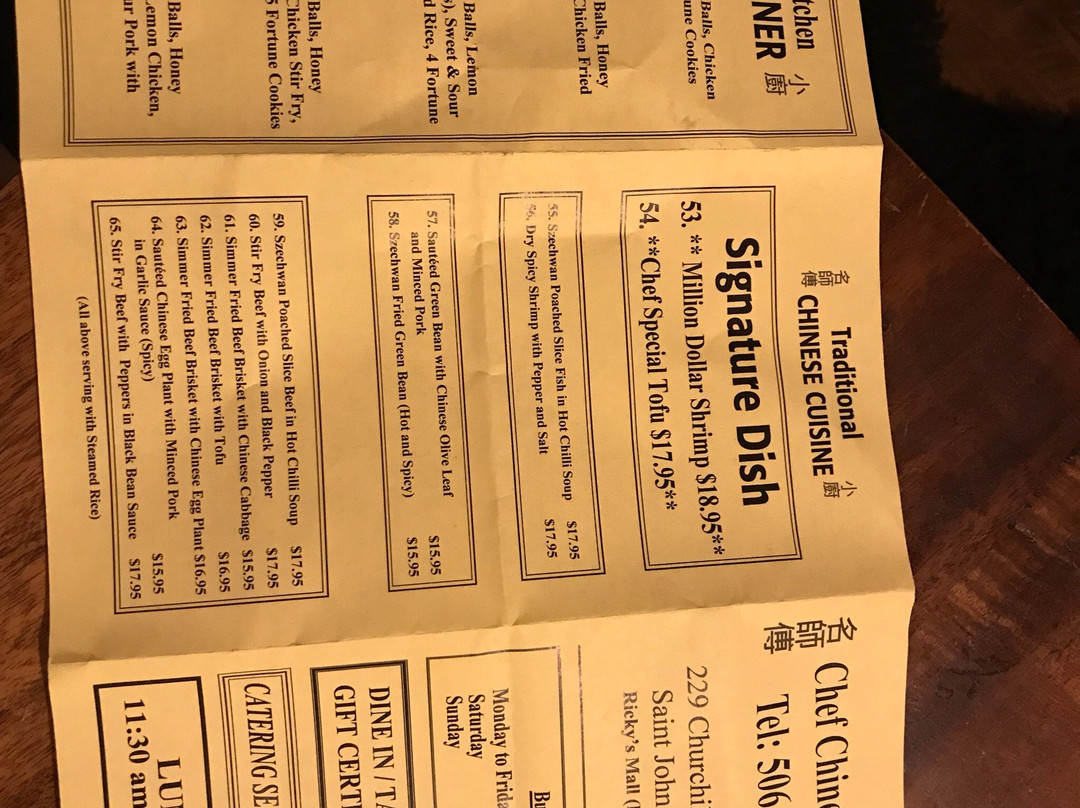 tchen 小
NER 廚
Balls, Chicken
une Cookies
Balls, Honey
Chicken Fried
Balls, Lemon
s), Sweet & Sour
d Rice, 4 Fortune
Balls, Honey
Chicken Stir Fry,
5 Fortune Cookies
Balls, Honey
Lemon Chicken,
ur Pork with
名師傅 Traditional 小廚
CHINESE CUISINE
Signature Dish
53. ** Million Dollar Shrimp $18.95**
54. **Chef Special Tofu $17.95**
55. Szechwan Poached Slice Fish in Hot Chilli Soup $17.95
56. Dry Spicy Shrimp with Pepper and Salt $17.95
57. Sautéed Green Bean with Chinese Olive Leaf $15.95
and Minced Pork
58. Szechwan Fried Green Bean (Hot and Spicy) $15.95
59. Szechwan Poached Slice Beef in Hot Chilli Soup $17.95
60. Stir Fry Beef with Onion and Black Pepper $17.95
61. Simmer Fried Beef Brisket with Chinese Cabbage $15.95
62. Simmer Fried Beef Brisket with Tofu $16.95
63. Simmer Fried Beef Brisket with Chinese Egg Plant $16.95
64. Sautéed Chinese Egg Plant with Minced Pork $15.95
in Garlic Sauce (Spicy)
65. Stir Fry Beef with Peppers in Black Bean Sauce $17.95
(All above serving with Steamed Rice)
名師傅 Chef Chine
Tel: 506
229 Churchi
Saint John
Ricky's Mall (
Bu
Monday to Frida
Saturday
Sunday
DINE IN / TA
GIFT CERTI
CATERING SE
LU
11:30 am